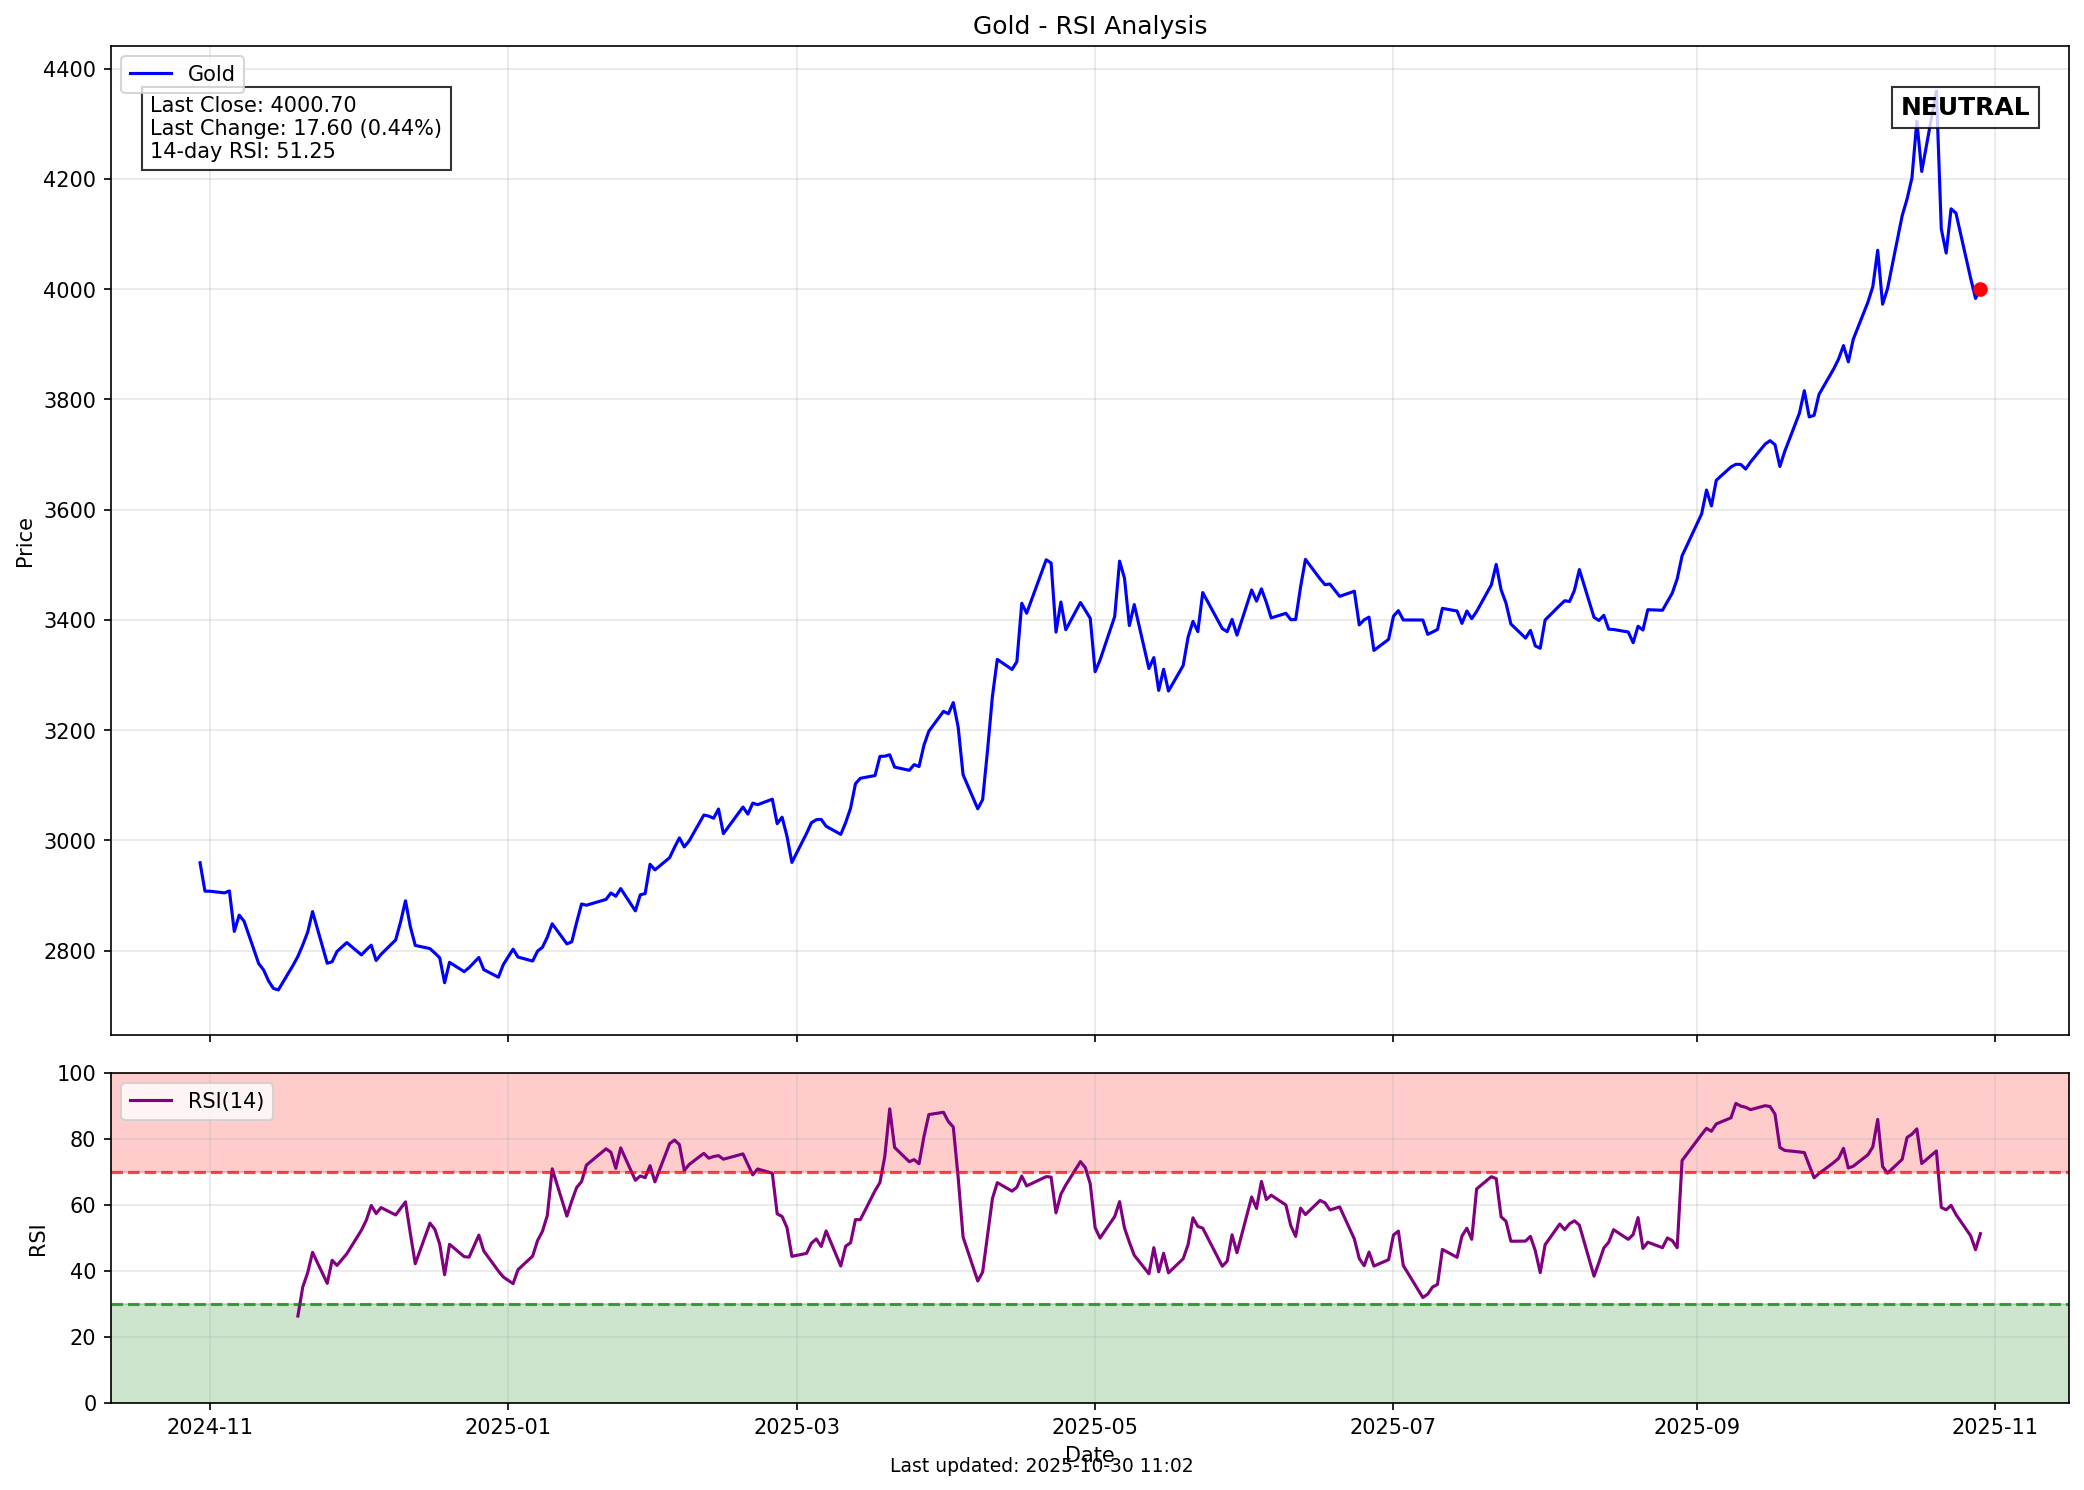 Gold - RSI Analysis
Gold
Last Close: 4000.70
Last Change: 17.60 (0.44%)
14-day RSI: 51.25
NEUTRAL
4400
4200
4000
3800
3600
3400
3200
3000
2800
Price
RSI(14)
100
80
60
40
20
0
RSI
2024-11
2025-01
2025-03
2025-05
2025-07
2025-09
2025-11
Date
Last updated: 2025-10-30 11:02